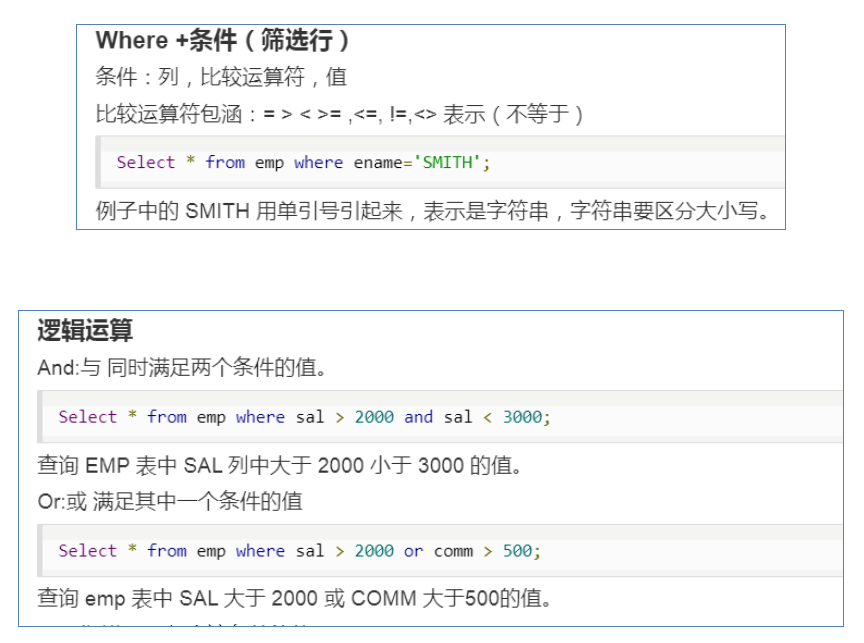 Where +条件（筛选行）
条件：列，比较运算符，值
比较运算符包涵：= > < >= ,<=, !=,<> 表示（不等于）
Select * from emp where ename='SMITH';
例子中的 SMITH 用单引号引起来，表示是字符串，字符串要区分大小写。
逻辑运算
And:与 同时满足两个条件的值。
Select * from emp where sal > 2000 and sal < 3000;
查询 EMP 表中 SAL 列中大于 2000 小于 3000 的值。
Or:或 满足其中一个条件的值
Select * from emp where sal > 2000 or comm > 500;
查询 emp 表中 SAL 大于 2000 或 COMM 大于500的值。